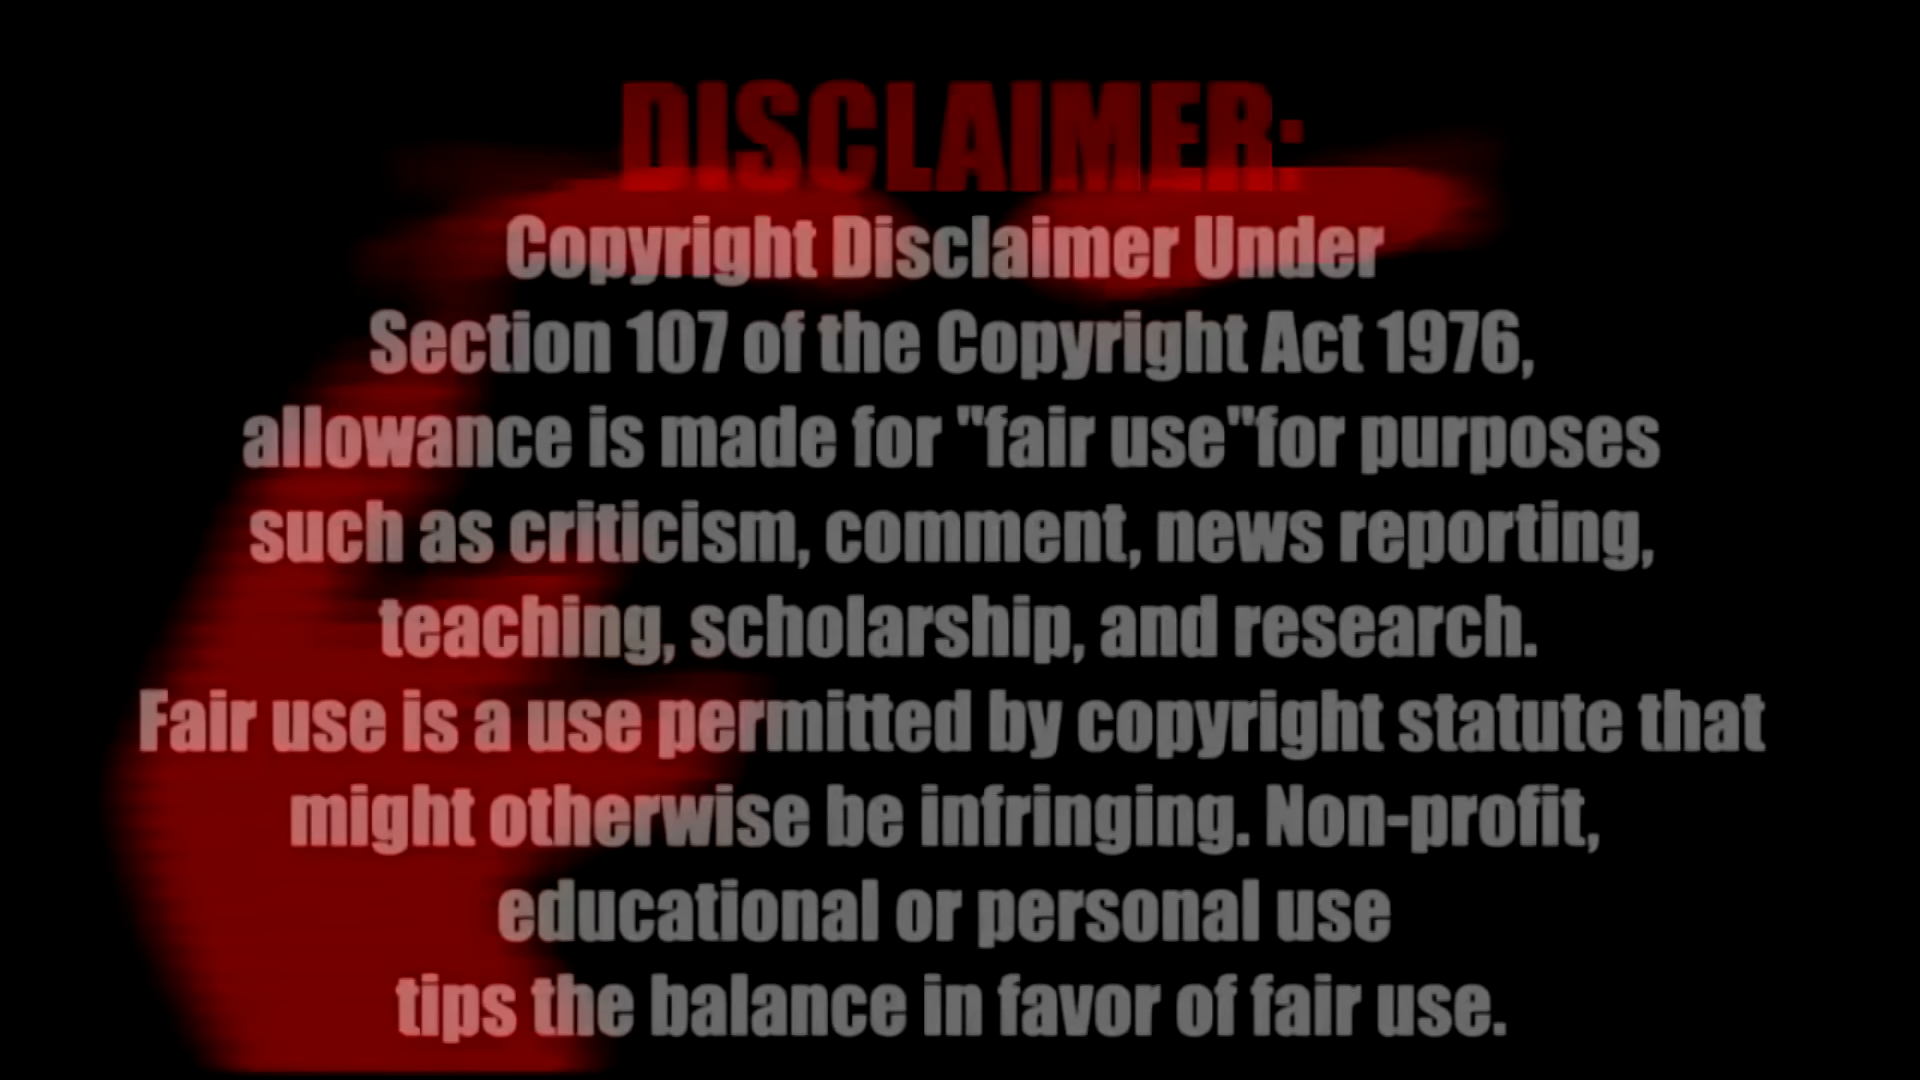 DISCLAIMER:
Copyright Disclaimer Under
Section 107 of the Copyright Act 1976,
allowance is made for "fair use"for purposes
such as criticism, comment, news reporting,
teaching, scholarship, and research.
Fair use is a use permitted by copyright statute that
might otherwise be infringing. Non-profit,
educational or personal use
tips the balance in favor of fair use.